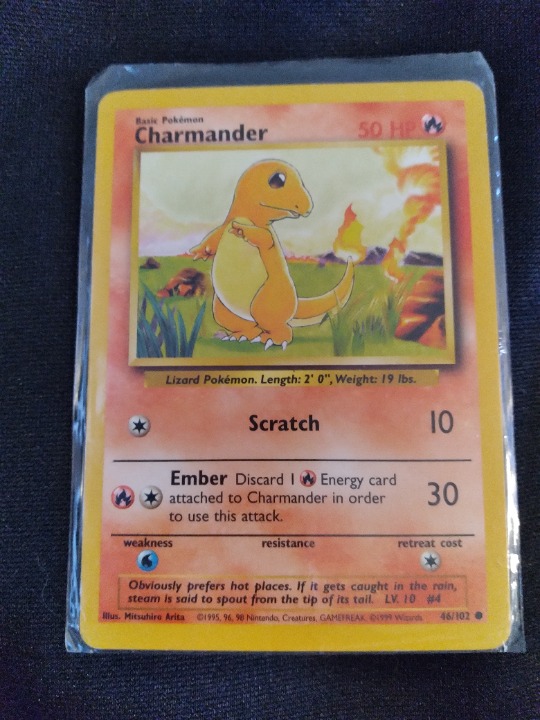 Basic Pokémon
Charmander 50 HP
Lizard Pokémon. Length: 2' 0", Weight: 19 lbs.
Scratch 10
Ember Discard 1 Energy card
attached to Charmander in order
to use this attack.
30
weakness resistance retreat cost
Obviously prefers hot places. If it gets caught in the rain,
steam is said to spout from the tip of its tail. LV. 10 #4
Illus. Mitsuhiro Arita ©1995, 96, 98 Nintendo, Creatures, GAMEFREAK. ©1999 Wizards. 46/102